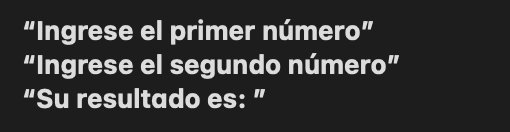 “Ingrese el primer número”
“Ingrese el segundo número”
“Su resultado es: ”